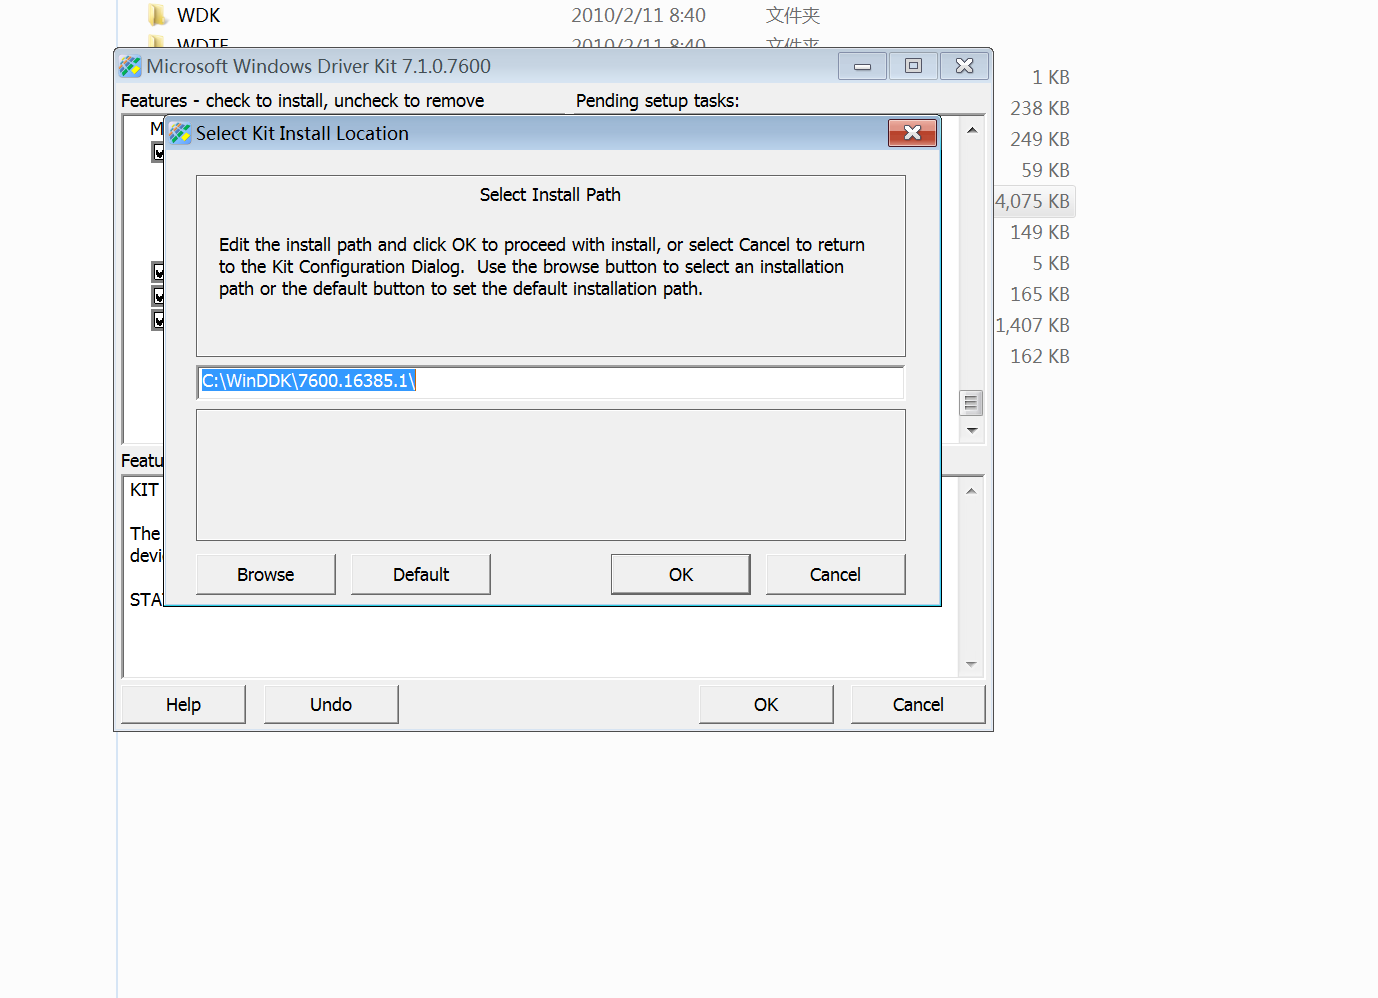 WDK 2010/2/11 8:40 文件夹
WDTF 2010/2/11 8:40 文件夹
Microsoft Windows Driver Kit 7.1.0.7600
1 KB
Features - check to install, uncheck to remove
Pending setup tasks:
238 KB
M
Select Kit Install Location
249 KB
59 KB
Select Install Path
4,075 KB
149 KB
Edit the install path and click OK to proceed with install, or select Cancel to return
to the Kit Configuration Dialog. Use the browse button to select an installation
path or the default button to set the default installation path.
5 KB
165 KB
1,407 KB
162 KB
C:\WinDDK\7600.16385.1\
Featu
KIT
The
devi
STA
Browse
Default
OK
Cancel
Help
Undo
OK
Cancel